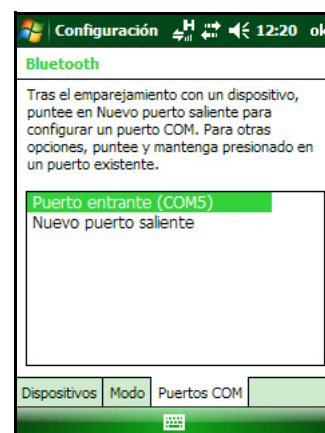 Configuración H 12:20 ok
Bluetooth
Tras el emparejamiento con un dispositivo,
puntee en Nuevo puerto saliente para
configurar un puerto COM. Para otras
opciones, puntee y mantenga presionado en
un puerto existente.
Puerto entrante (COM5)
Nuevo puerto saliente
Dispositivos Modo Puertos COM